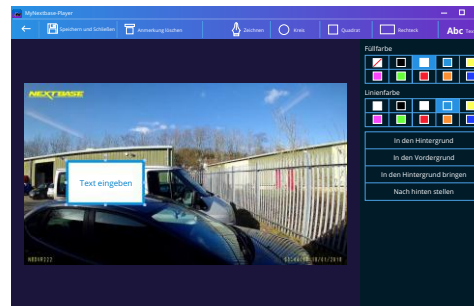 MyNextbase-Player
Speichern und Schließen
Anmerkung löschen
Zeichnen
Kreis
Quadrat
Rechteck
Abc
Füllfarbe
NEXTBASE
Linienfarbe
In den Hintergrund
In den Vordergrund
In den Hintergrund bringen
Nach hinten stellen
Text eingeben